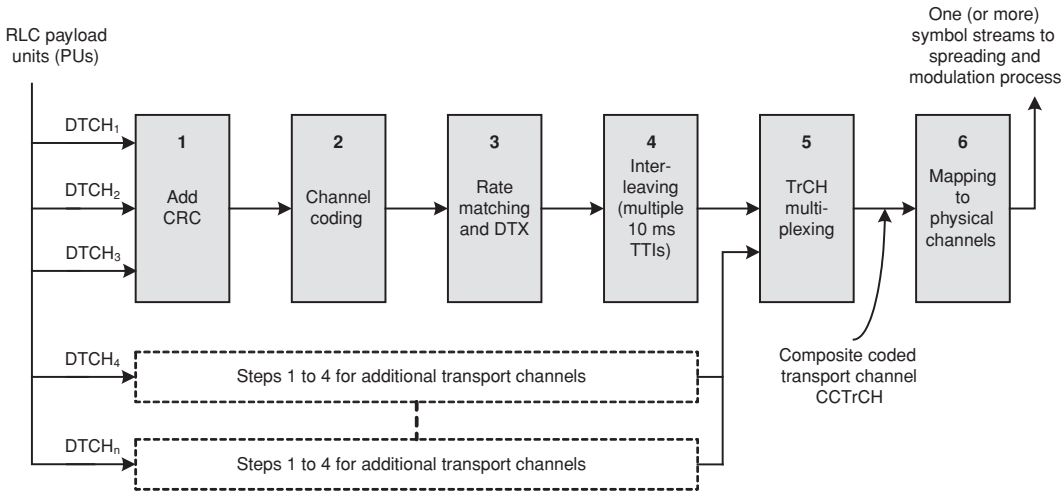 RLC payload
units (PUs)
One (or more)
symbol streams to
spreading and
modulation process
DTCH₁
DTCH₂
DTCH₃
1
Add
CRC
2
Channel
coding
3
Rate
matching
and DTX
4
Inter-
leaving
(multiple
10 ms
TTIs)
5
TrCH
multi-
plexing
6
Mapping
to
physical
channels
DTCH₄
Steps 1 to 4 for additional transport channels
Composite coded
transport channel
CCTrCH
DTCHₙ
Steps 1 to 4 for additional transport channels